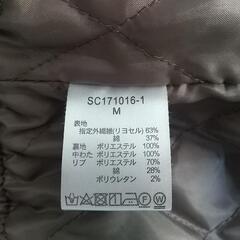 SC171016-1
M
表地
指定外繊維(リヨセル) 63%
綿 37%
裏地 ポリエステル 100%
中わた ポリエステル 100%
リブ ポリエステル 70%
綿 28%
ポリウレタン 2%